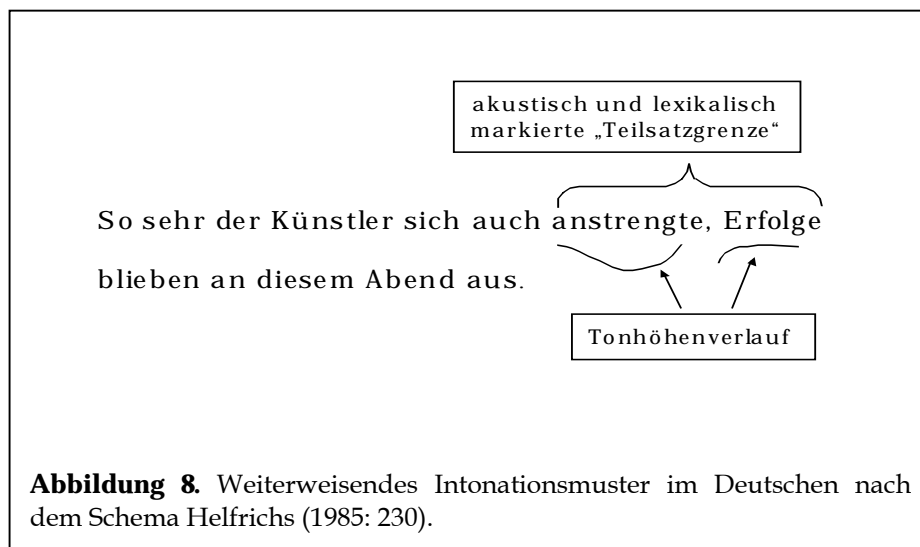 akustisch und lexikalisch
markierte „Teilsatzgrenze“
So sehr der Künstler sich auch anstrengte, Erfolge
blieben an diesem Abend aus.
Tonhöhenverlauf
Abbildung 8. Weiterweisendes Intonationsmuster im Deutschen nach
dem Schema Helfrichs (1985: 230).